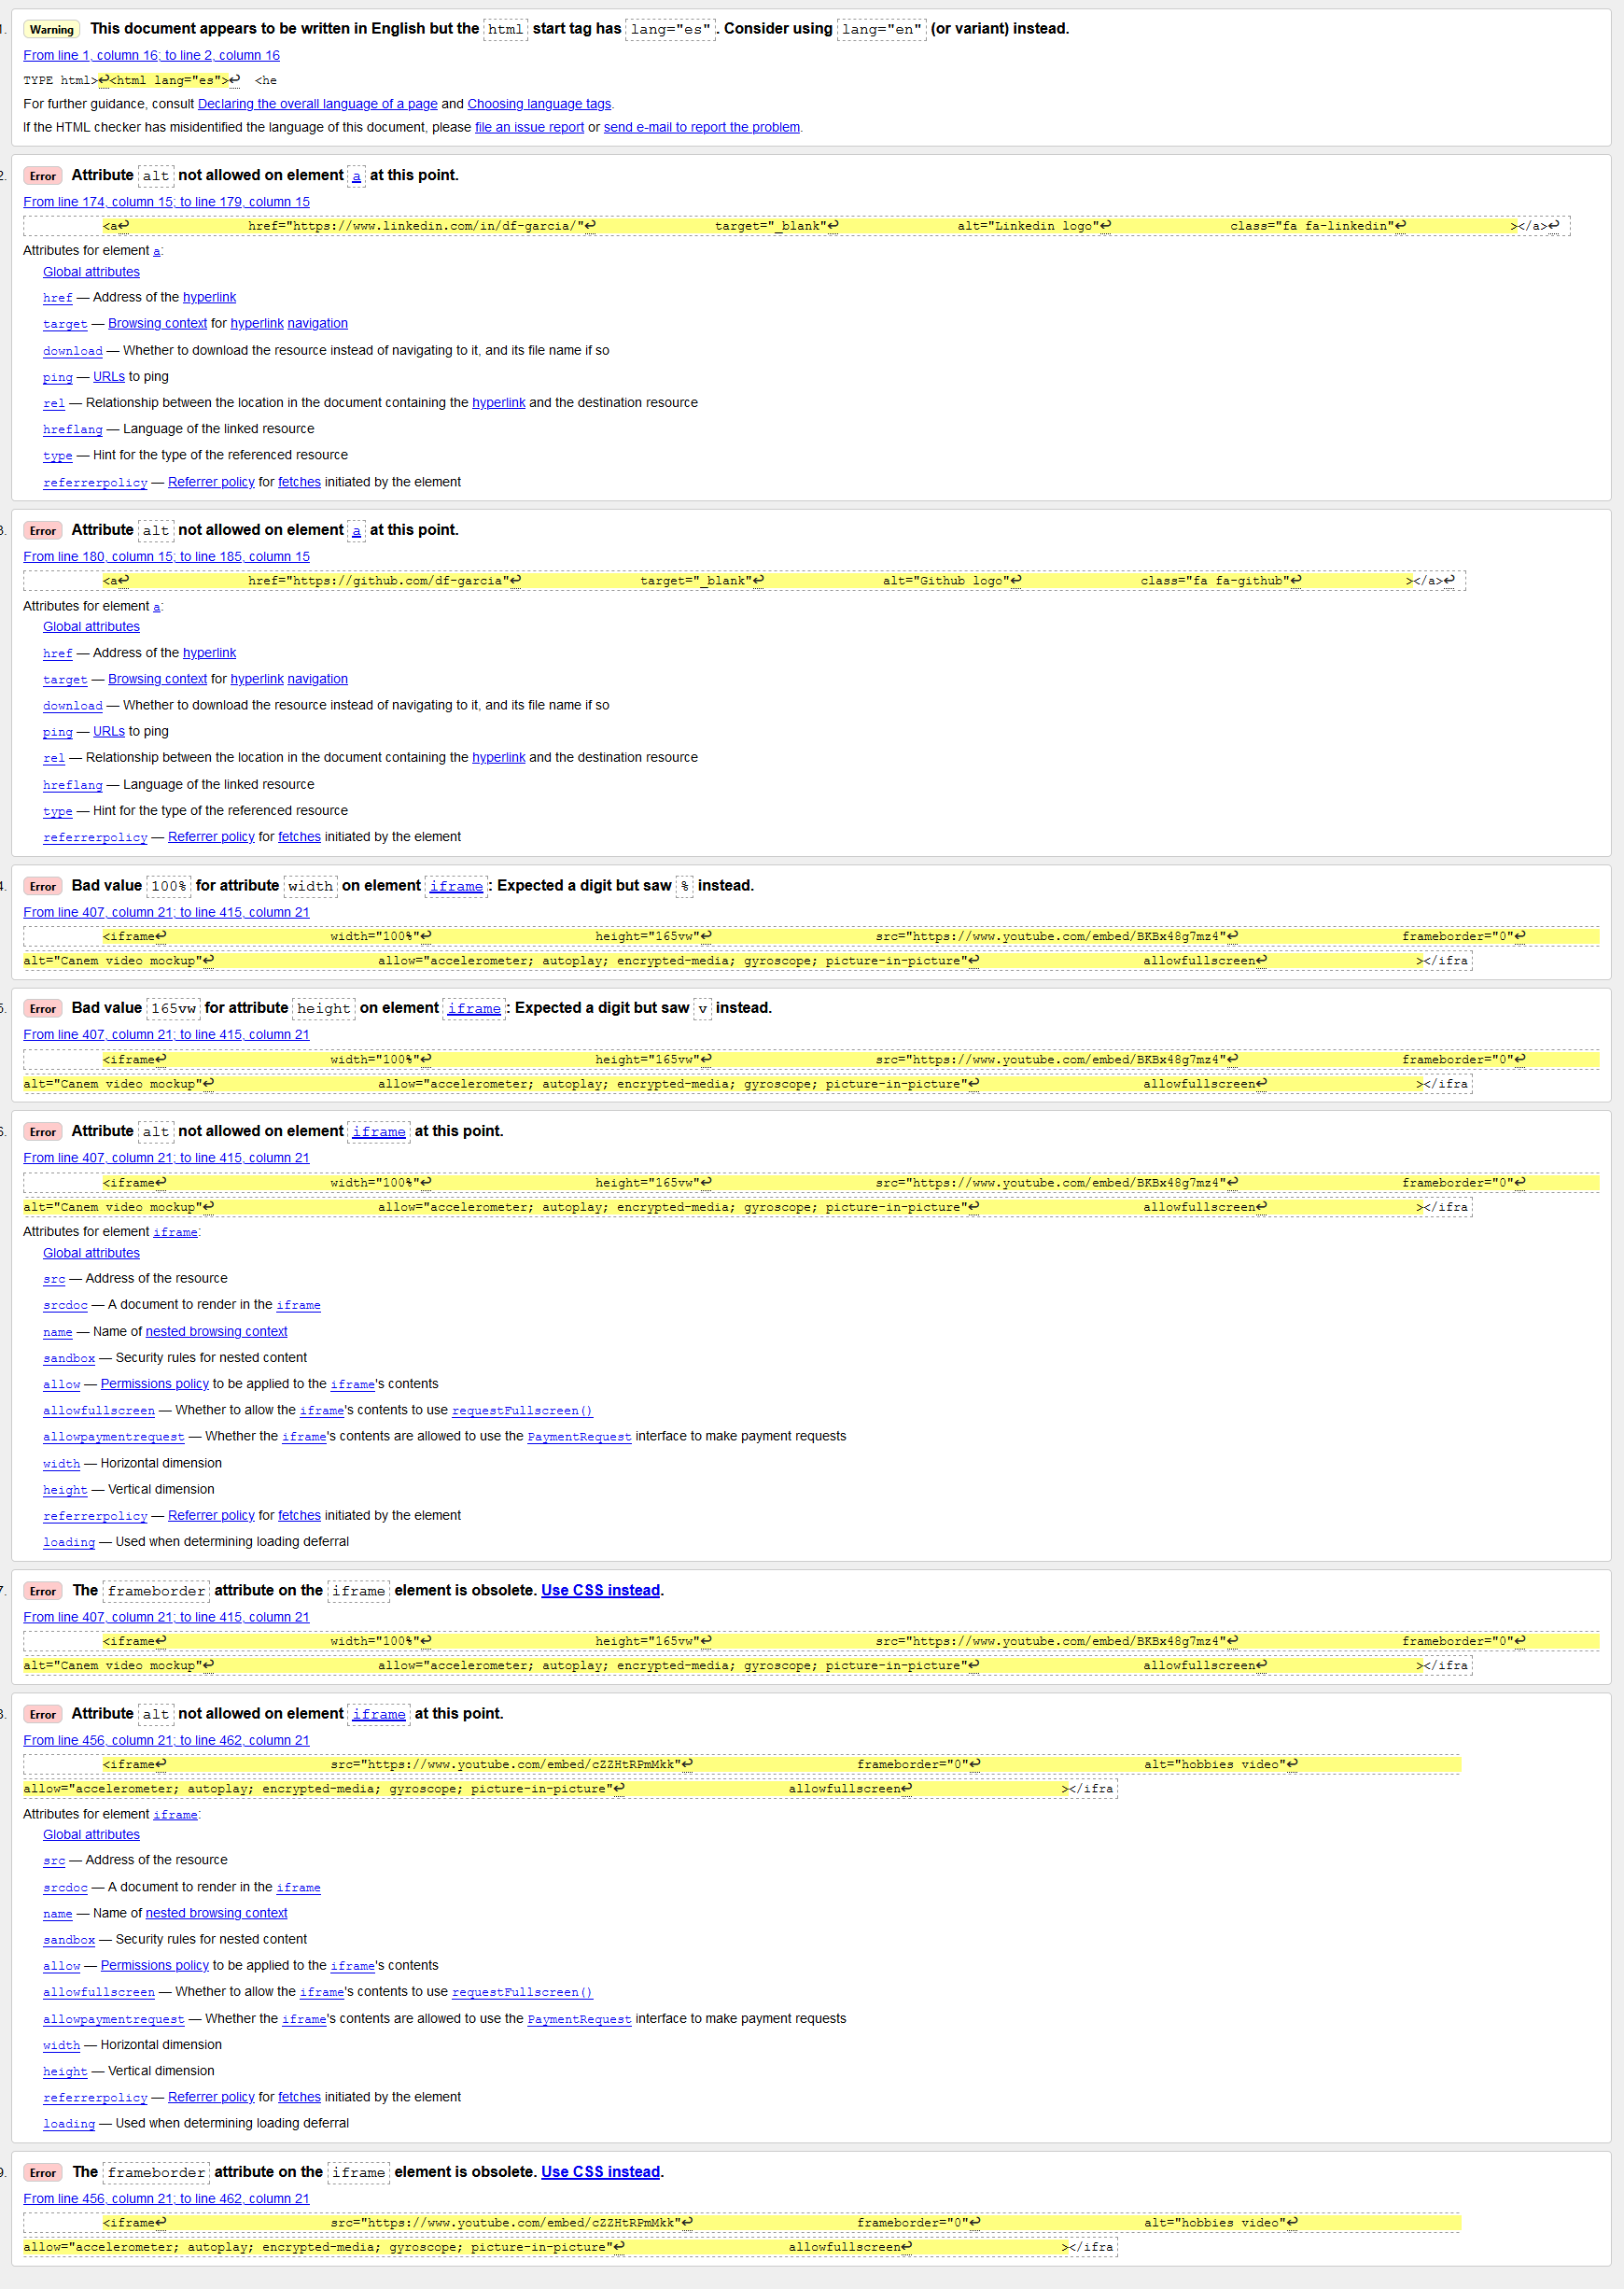 1. Warning This document appears to be written in English but the html start tag has lang="es". Consider using lang="en" (or variant) instead.
From line 1, column 16; to line 2, column 16
TYPE html>↩<html lang="es">↩ <he
For further guidance, consult Declaring the overall language of a page and Choosing language tags.
If the HTML checker has misidentified the language of this document, please file an issue report or send e-mail to report the problem.
2. Error Attribute alt not allowed on element a at this point.
From line 174, column 15; to line 179, column 15
<a↩ href="https://www.linkedin.com/in/df-garcia/"↩ target="_blank"↩ alt="Linkedin logo"↩ class="fa fa-linkedin"↩ ></a>↩
Attributes for element a:
Global attributes
href — Address of the hyperlink
target — Browsing context for hyperlink navigation
download — Whether to download the resource instead of navigating to it, and its file name if so
ping — URLs to ping
rel — Relationship between the location in the document containing the hyperlink and the destination resource
hreflang — Language of the linked resource
type — Hint for the type of the referenced resource
referrerpolicy — Referrer policy for fetches initiated by the element
3. Error Attribute alt not allowed on element a at this point.
From line 180, column 15; to line 185, column 15
<a↩ href="https://github.com/df-garcia"↩ target="_blank"↩ alt="Github logo"↩ class="fa fa-github"↩ ></a>↩
Attributes for element a:
Global attributes
href — Address of the hyperlink
target — Browsing context for hyperlink navigation
download — Whether to download the resource instead of navigating to it, and its file name if so
ping — URLs to ping
rel — Relationship between the location in the document containing the hyperlink and the destination resource
hreflang — Language of the linked resource
type — Hint for the type of the referenced resource
referrerpolicy — Referrer policy for fetches initiated by the element
4. Error Bad value 100% for attribute width on element iframe: Expected a digit but saw % instead.
From line 407, column 21; to line 415, column 21
<iframe↩ width="100%"↩ height="165vw"↩ src="https://www.youtube.com/embed/BKBx48g7mz4"↩ frameborder="0"↩
alt="Canem video mockup"↩ allow="accelerometer; autoplay; encrypted-media; gyroscope; picture-in-picture"↩ allowfullscreen↩ ></ifra
5. Error Bad value 165vw for attribute height on element iframe: Expected a digit but saw v instead.
From line 407, column 21; to line 415, column 21
<iframe↩ width="100%"↩ height="165vw"↩ src="https://www.youtube.com/embed/BKBx48g7mz4"↩ frameborder="0"↩
alt="Canem video mockup"↩ allow="accelerometer; autoplay; encrypted-media; gyroscope; picture-in-picture"↩ allowfullscreen↩ ></ifra
6. Error Attribute alt not allowed on element iframe at this point.
From line 407, column 21; to line 415, column 21
<iframe↩ width="100%"↩ height="165vw"↩ src="https://www.youtube.com/embed/BKBx48g7mz4"↩ frameborder="0"↩
alt="Canem video mockup"↩ allow="accelerometer; autoplay; encrypted-media; gyroscope; picture-in-picture"↩ allowfullscreen↩ ></ifra
Attributes for element iframe:
Global attributes
src — Address of the resource
srcdoc — A document to render in the iframe
name — Name of nested browsing context
sandbox — Security rules for nested content
allow — Permissions policy to be applied to the iframe's contents
allowfullscreen — Whether to allow the iframe's contents to use requestFullscreen()
allowpaymentrequest — Whether the iframe's contents are allowed to use the PaymentRequest interface to make payment requests
width — Horizontal dimension
height — Vertical dimension
referrerpolicy — Referrer policy for fetches initiated by the element
loading — Used when determining loading deferral
7. Error The frameborder attribute on the iframe element is obsolete. Use CSS instead.
From line 407, column 21; to line 415, column 21
<iframe↩ width="100%"↩ height="165vw"↩ src="https://www.youtube.com/embed/BKBx48g7mz4"↩ frameborder="0"↩
alt="Canem video mockup"↩ allow="accelerometer; autoplay; encrypted-media; gyroscope; picture-in-picture"↩ allowfullscreen↩ ></ifra
8. Error Attribute alt not allowed on element iframe at this point.
From line 456, column 21; to line 462, column 21
<iframe↩ src="https://www.youtube.com/embed/cZZHtRPmMkk"↩ frameborder="0"↩ alt="hobbies video"↩
allow="accelerometer; autoplay; encrypted-media; gyroscope; picture-in-picture"↩ allowfullscreen↩ ></ifra
Attributes for element iframe:
Global attributes
src — Address of the resource
srcdoc — A document to render in the iframe
name — Name of nested browsing context
sandbox — Security rules for nested content
allow — Permissions policy to be applied to the iframe's contents
allowfullscreen — Whether to allow the iframe's contents to use requestFullscreen()
allowpaymentrequest — Whether the iframe's contents are allowed to use the PaymentRequest interface to make payment requests
width — Horizontal dimension
height — Vertical dimension
referrerpolicy — Referrer policy for fetches initiated by the element
loading — Used when determining loading deferral
9. Error The frameborder attribute on the iframe element is obsolete. Use CSS instead.
From line 456, column 21; to line 462, column 21
<iframe↩ src="https://www.youtube.com/embed/cZZHtRPmMkk"↩ frameborder="0"↩ alt="hobbies video"↩
allow="accelerometer; autoplay; encrypted-media; gyroscope; picture-in-picture"↩ allowfullscreen↩ ></ifra